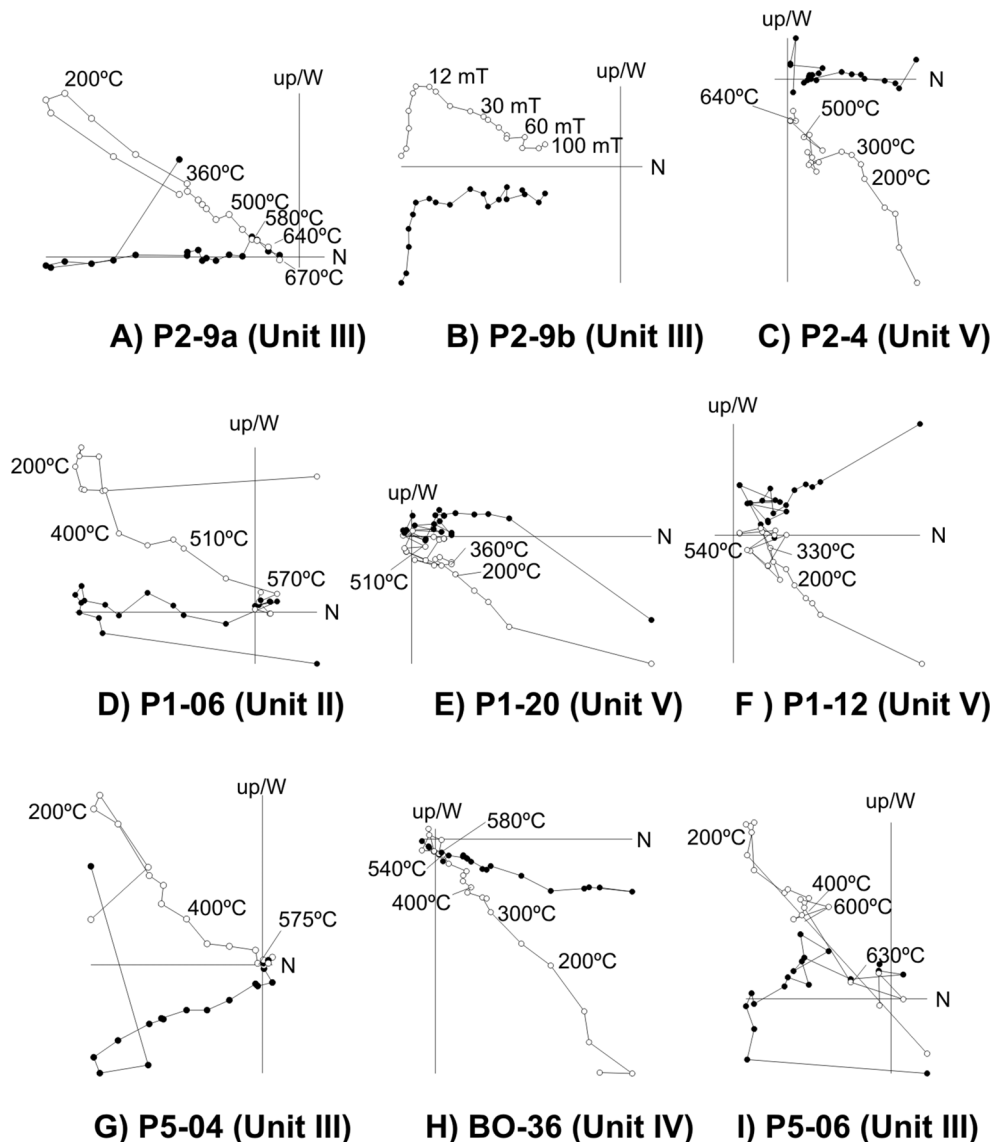 up/W
200ºC
360ºC
500ºC
580ºC
640ºC
N
670ºC
A) P2-9a (Unit III)
up/W
12 mT
30 mT
60 mT
100 mT
N
B) P2-9b (Unit III)
up/W
N
640ºC
500ºC
300ºC
200ºC
C) P2-4 (Unit V)
up/W
200ºC
400ºC
510ºC
570ºC
N
D) P1-06 (Unit II)
up/W
N
360ºC
510ºC
200ºC
E) P1-20 (Unit V)
up/W
N
540ºC
330ºC
200ºC
F ) P1-12 (Unit V)
up/W
200ºC
400ºC
575ºC
N
G) P5-04 (Unit III)
up/W
580ºC
N
540ºC
400ºC
300ºC
200ºC
H) BO-36 (Unit IV)
up/W
200ºC
400ºC
600ºC
630ºC
N
I) P5-06 (Unit III)